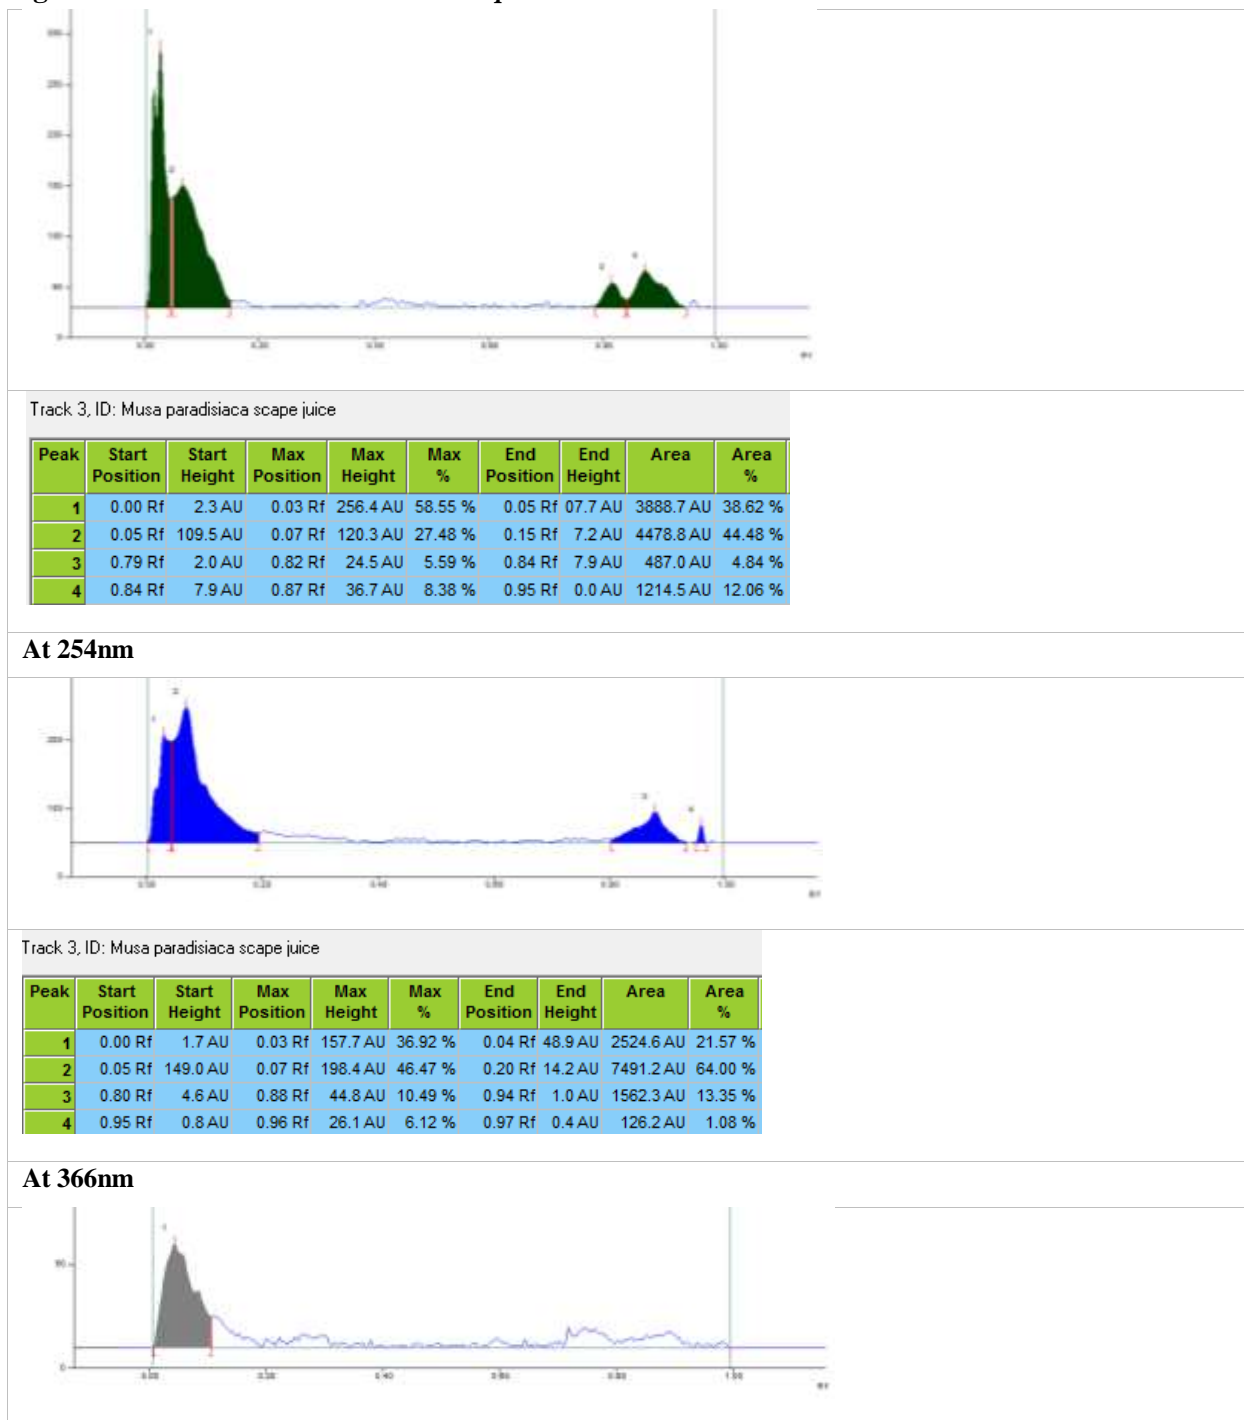 Track 3, ID: Musa paradisiaca scape juice
Peak Start Position Start Height Max Position Max Height Max % End Position End Height Area Area %
1 0.00 Rf 2.3 AU 0.03 Rf 256.4 AU 58.55 % 0.05 Rf 07.7 AU 3888.7 AU 38.62 %
2 0.05 Rf 109.5 AU 0.07 Rf 120.3 AU 27.48 % 0.15 Rf 7.2 AU 4478.8 AU 44.48 %
3 0.79 Rf 2.0 AU 0.82 Rf 24.5 AU 5.59 % 0.84 Rf 7.9 AU 487.0 AU 4.84 %
4 0.84 Rf 7.9 AU 0.87 Rf 36.7 AU 8.38 % 0.95 Rf 0.0 AU 1214.5 AU 12.06 %
At 254nm
Track 3, ID: Musa paradisiaca scape juice
Peak Start Position Start Height Max Position Max Height Max % End Position End Height Area Area %
1 0.00 Rf 1.7 AU 0.03 Rf 157.7 AU 36.92 % 0.04 Rf 48.9 AU 2524.6 AU 21.57 %
2 0.05 Rf 149.0 AU 0.07 Rf 198.4 AU 46.47 % 0.20 Rf 14.2 AU 7491.2 AU 64.00 %
3 0.80 Rf 4.6 AU 0.88 Rf 44.8 AU 10.49 % 0.94 Rf 1.0 AU 1562.3 AU 13.35 %
4 0.95 Rf 0.8 AU 0.96 Rf 26.1 AU 6.12 % 0.97 Rf 0.4 AU 126.2 AU 1.08 %
At 366nm